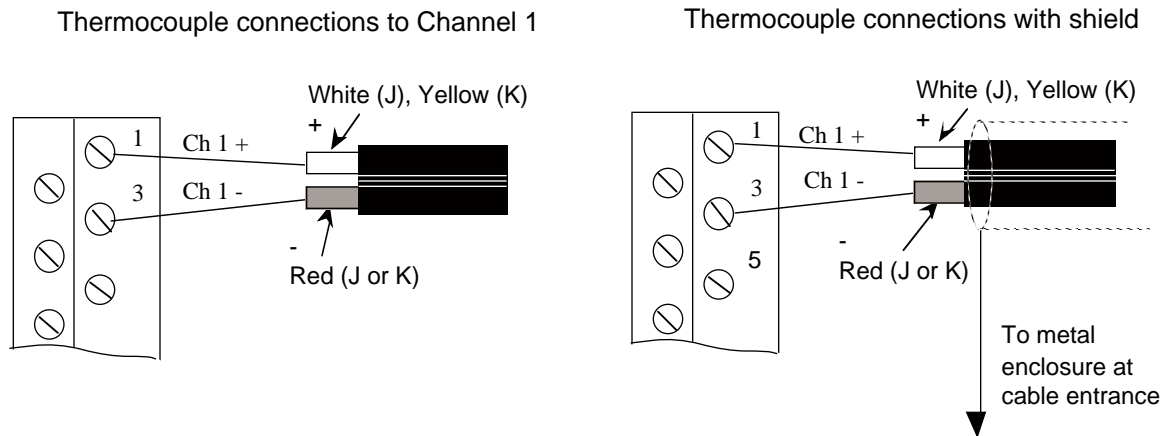 Thermocouple connections to Channel 1
White (J), Yellow (K)
+
1
Ch 1 +
3
Ch 1 -
-
Red (J or K)
Thermocouple connections with shield
White (J), Yellow (K)
+
1
Ch 1 +
3
Ch 1 -
-
5
Red (J or K)
To metal
enclosure at
cable entrance